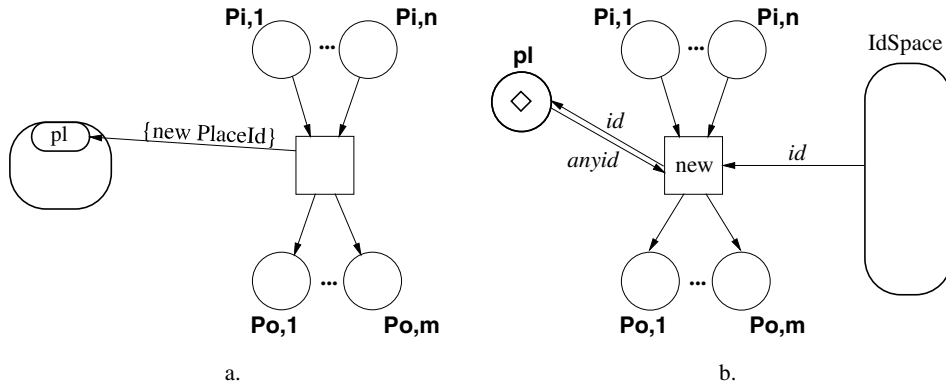 Pi,1 Pi,n
...
pl
{new PlaceId}
...
Po,1 Po,m
a.
Pi,1 Pi,n
...
IdSpace
pl
id
anyid
new
id
...
Po,1 Po,m
b.